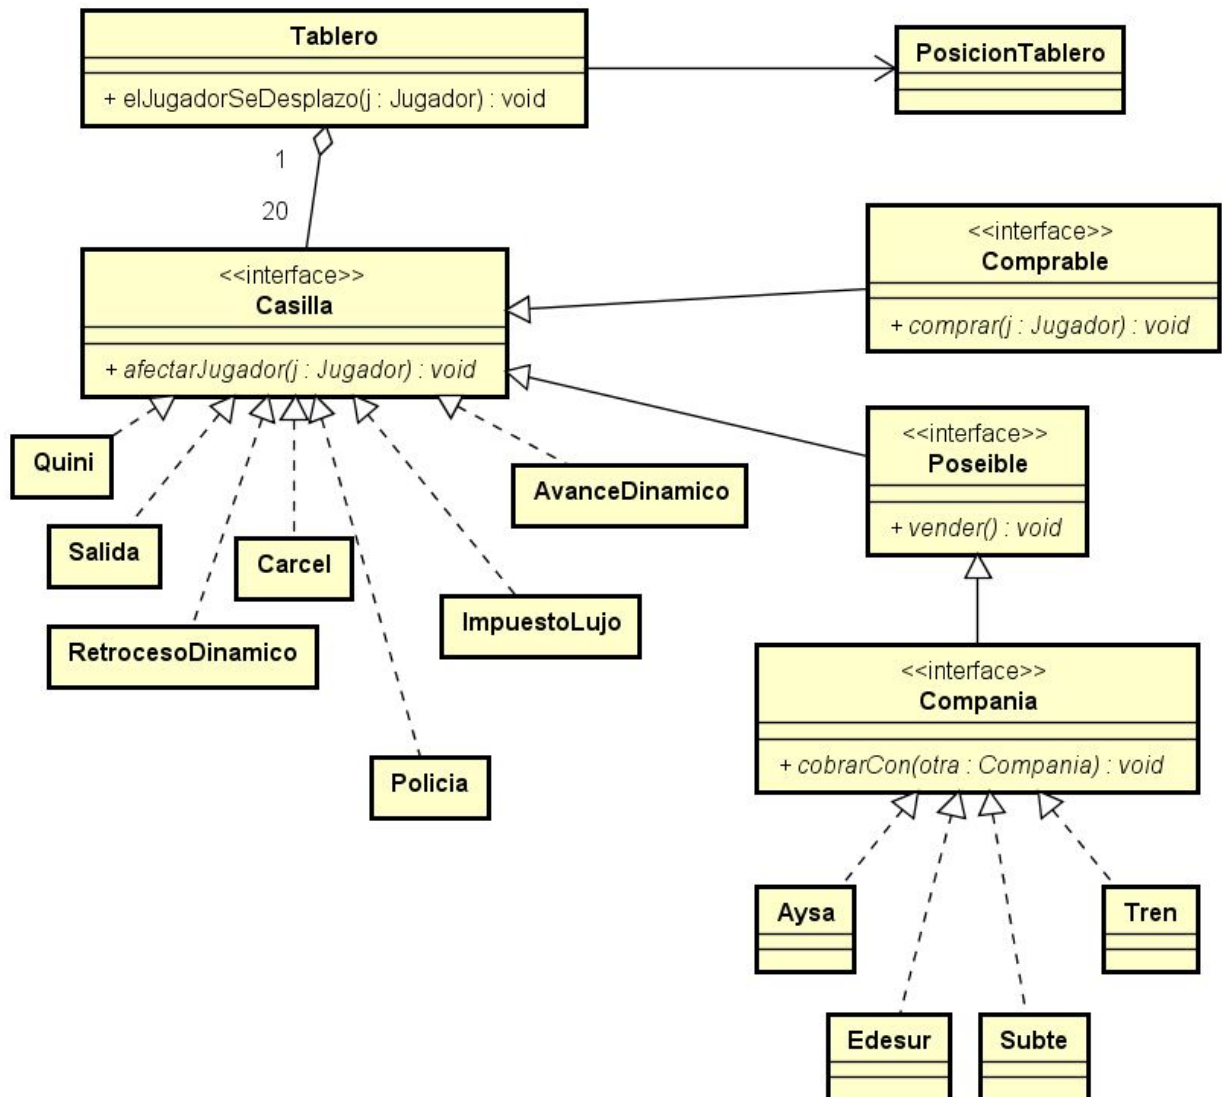 Tablero
+ elJugadorSeDesplazo(j : Jugador) : void
PosicionTablero
1
20
<<interface>>
Casilla
+ afectarJugador(j : Jugador) : void
<<interface>>
Comprable
+ comprar(j : Jugador) : void
<<interface>>
Poseible
+ vender() : void
Quini
AvanceDinamico
Salida
Carcel
ImpuestoLujo
RetrocesoDinamico
Policia
<<interface>>
Compania
+ cobrarCon(otra : Compania) : void
Aysa
Tren
Edesur
Subte